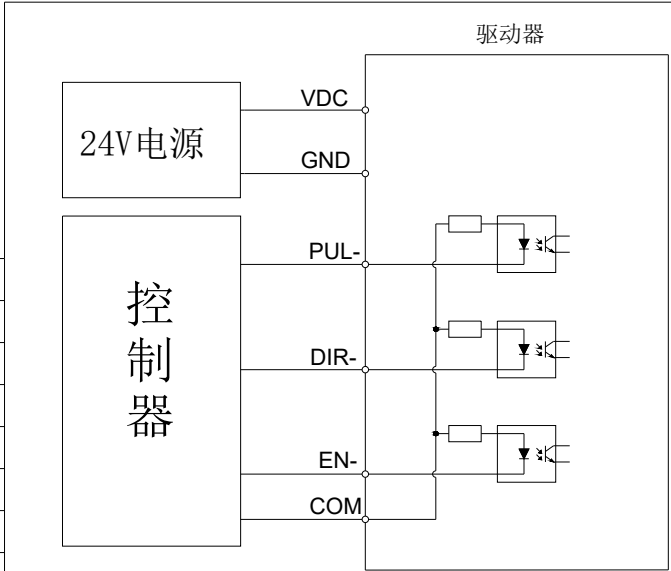 驱动器
VDC
24V电源
GND
PUL-
控制器
DIR-
EN-
COM